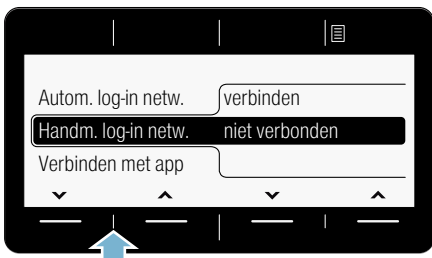 Autom. log-in netw. verbinden
Handm. log-in netw. niet verbonden
Verbinden met app